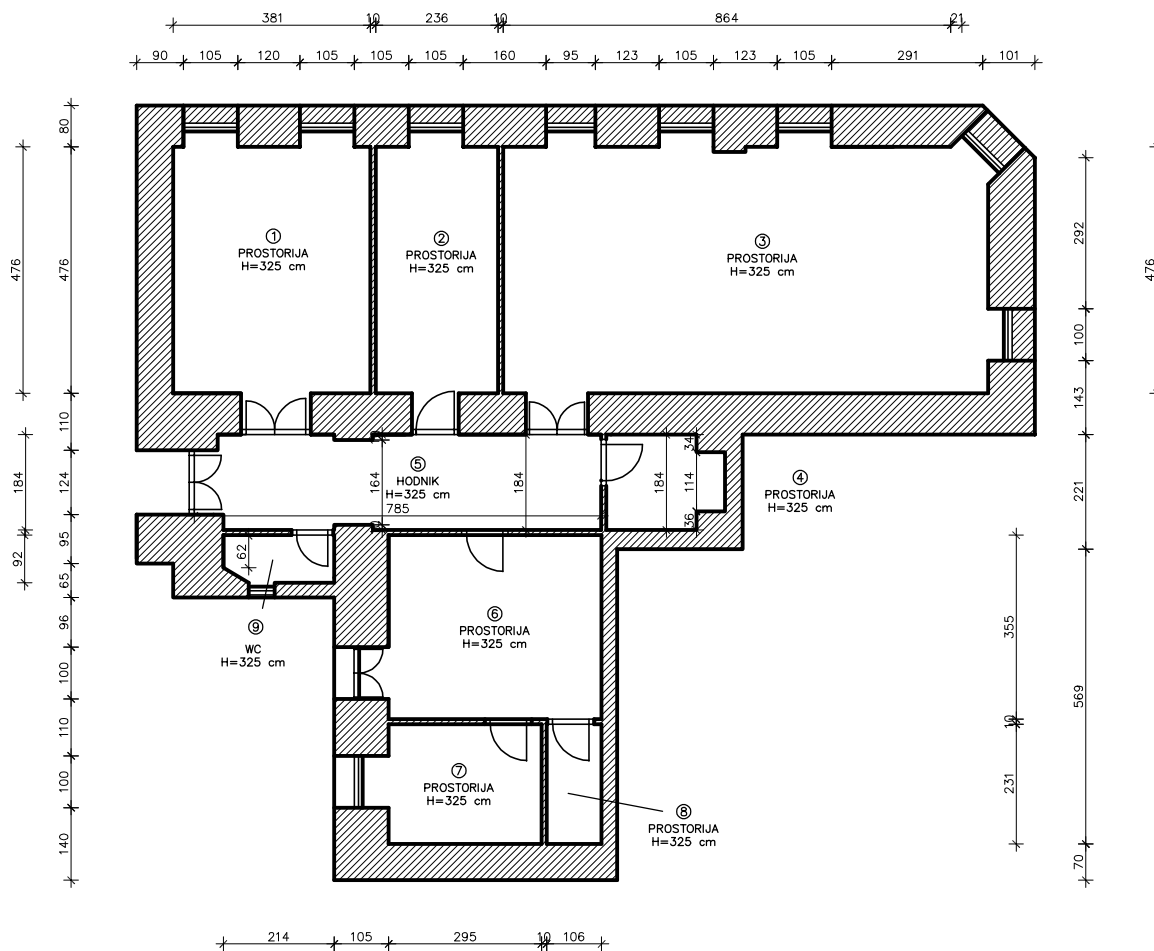 381 10 236 10 864 21
90 105 120 105 105 105 160 95 123 105 123 105 291 101
80
476
476
110
184
124
92
95
65
96
100
110
100
140
292
476
100
143
221
355
569
10
231
70
①
PROSTORIJA
H=325 cm
②
PROSTORIJA
H=325 cm
③
PROSTORIJA
H=325 cm
④
PROSTORIJA
H=325 cm
⑤
HODNIK
H=325 cm
164
785
184
184
34
114
36
62
⑥
PROSTORIJA
H=325 cm
⑨
WC
H=325 cm
⑦
PROSTORIJA
H=325 cm
⑧
PROSTORIJA
H=325 cm
214 105 295 10 106